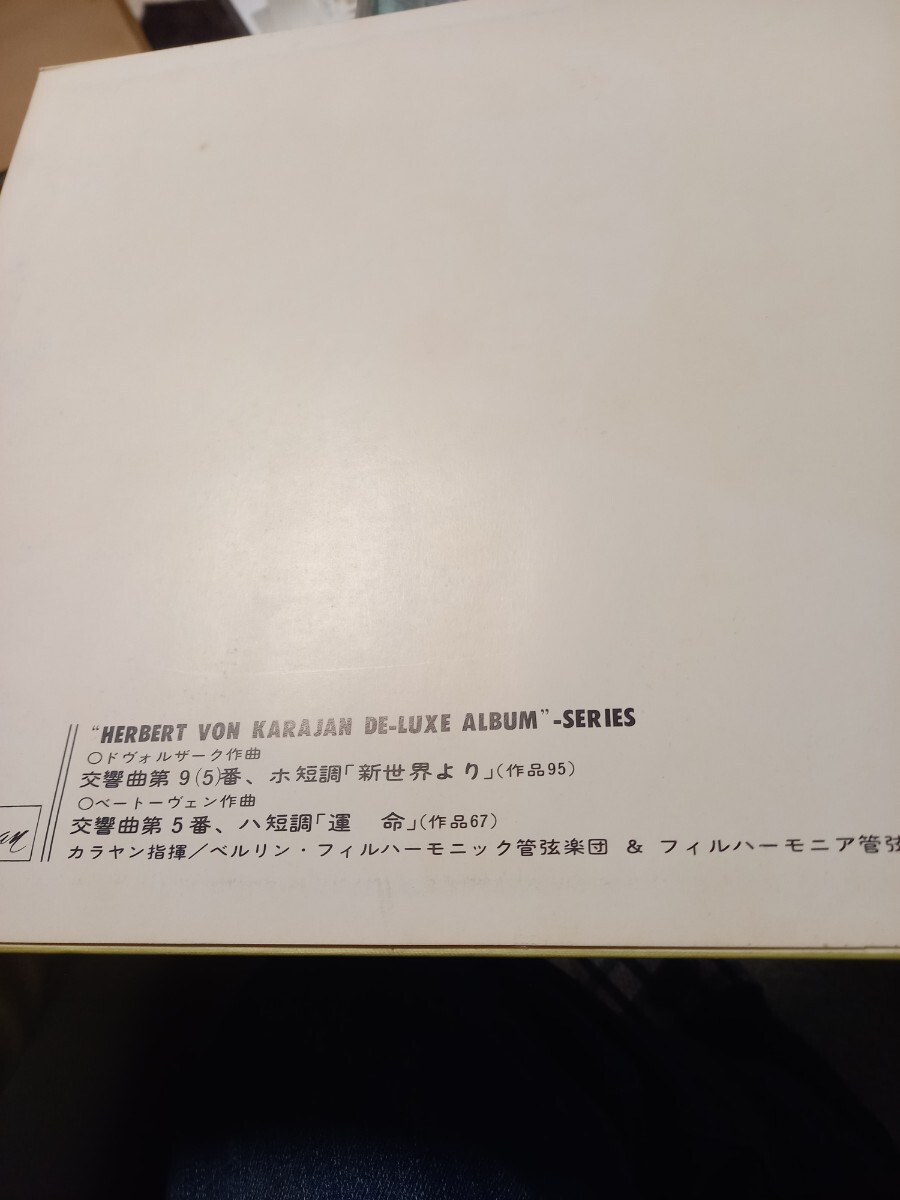 "HERBERT VON KARAJAN DE-LUXE ALBUM"-SERIES
○ドヴォルザーク作曲
交響曲第9(5)番、ホ短調「新世界より」(作品95)
○ベートーヴェン作曲
交響曲第5番、ハ短調「運　命」(作品67)
カラヤン指揮/ベルリン・フィルハーモニック管弦楽団 & フィルハーモニア管弦